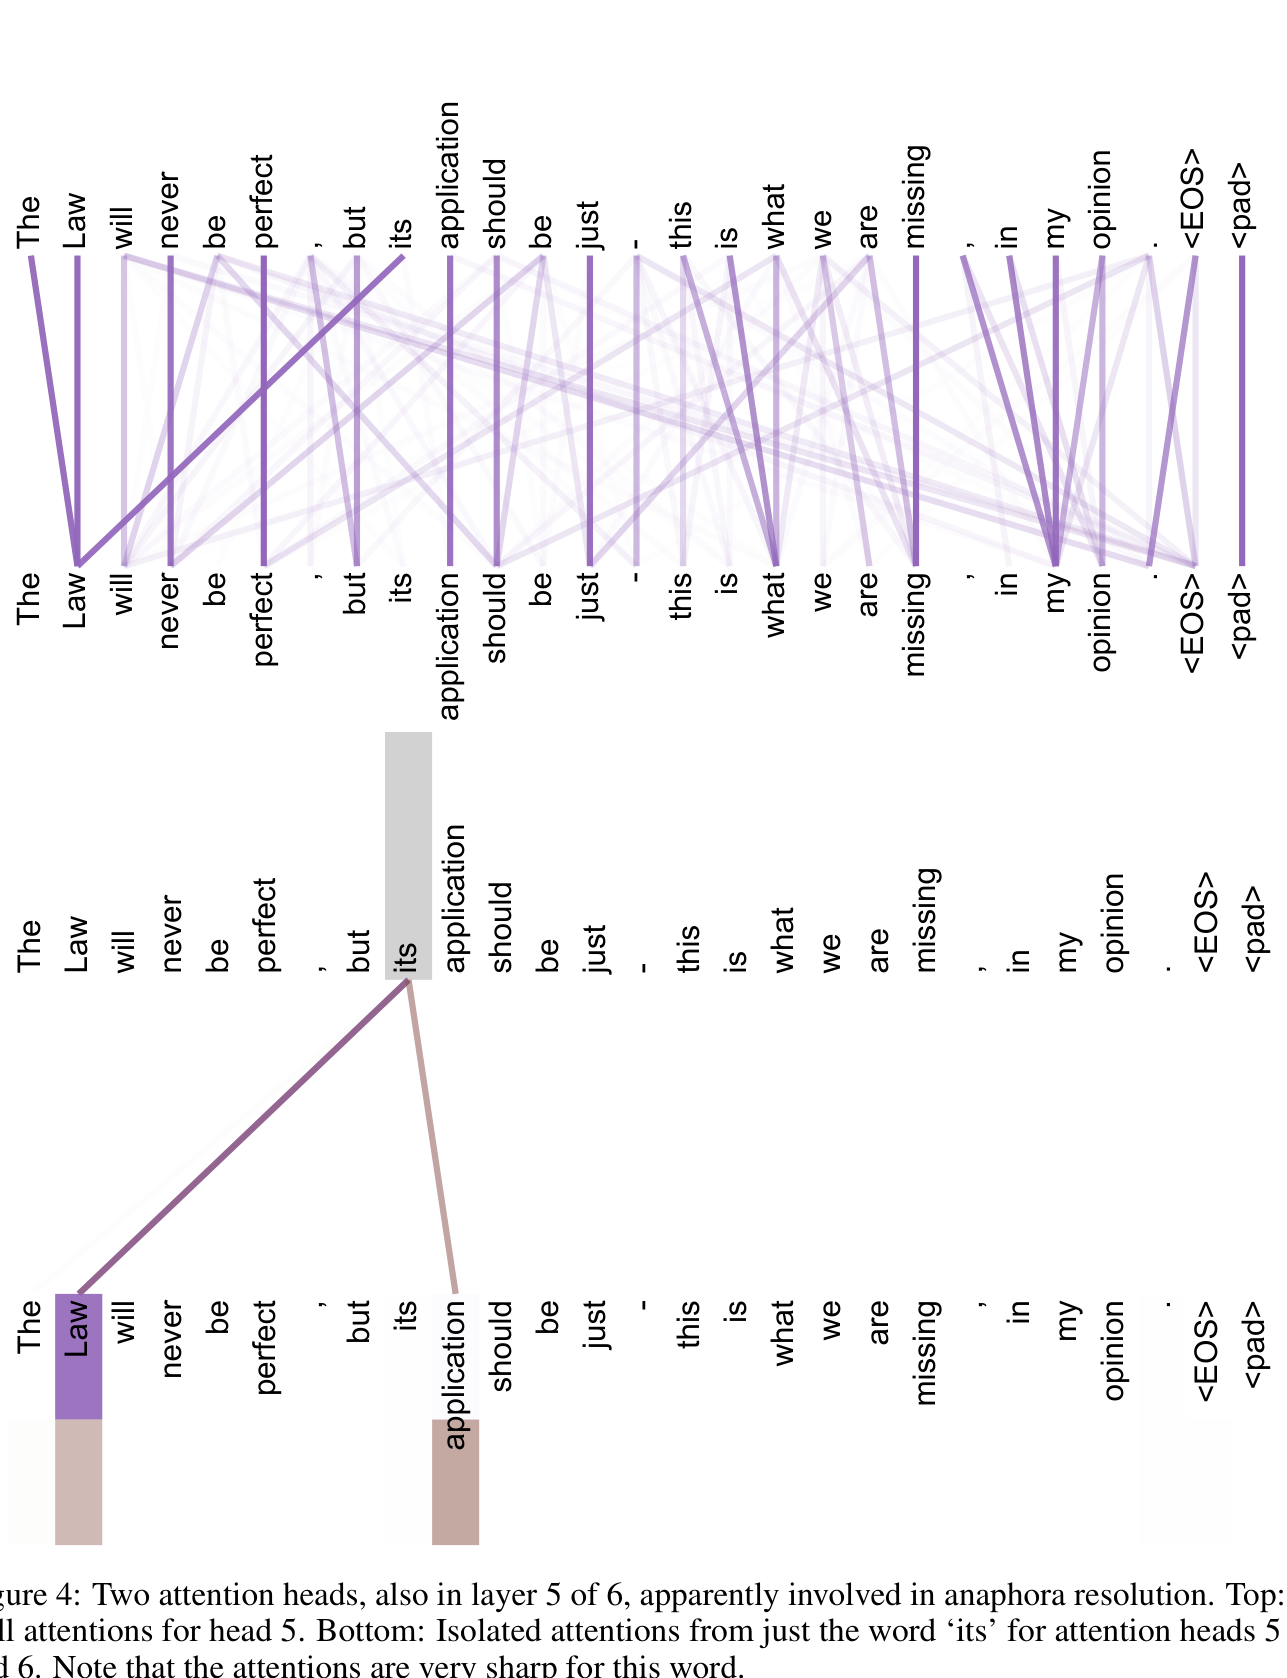 The Law will never be perfect , but its application should be just - this is what we are missing , in my opinion . <EOS> <pad>
The Law will never be perfect , but its application should be just - this is what we are missing , in my opinion . <EOS> <pad>
The Law will never be perfect , but its application should be just - this is what we are missing , in my opinion . <EOS> <pad>
The Law will never be perfect , but its application should be just - this is what we are missing , in my opinion . <EOS> <pad>
gure 4: Two attention heads, also in layer 5 of 6, apparently involved in anaphora resolution. Top:
ll attentions for head 5. Bottom: Isolated attentions from just the word ‘its’ for attention heads 5
d 6. Note that the attentions are very sharp for this word.